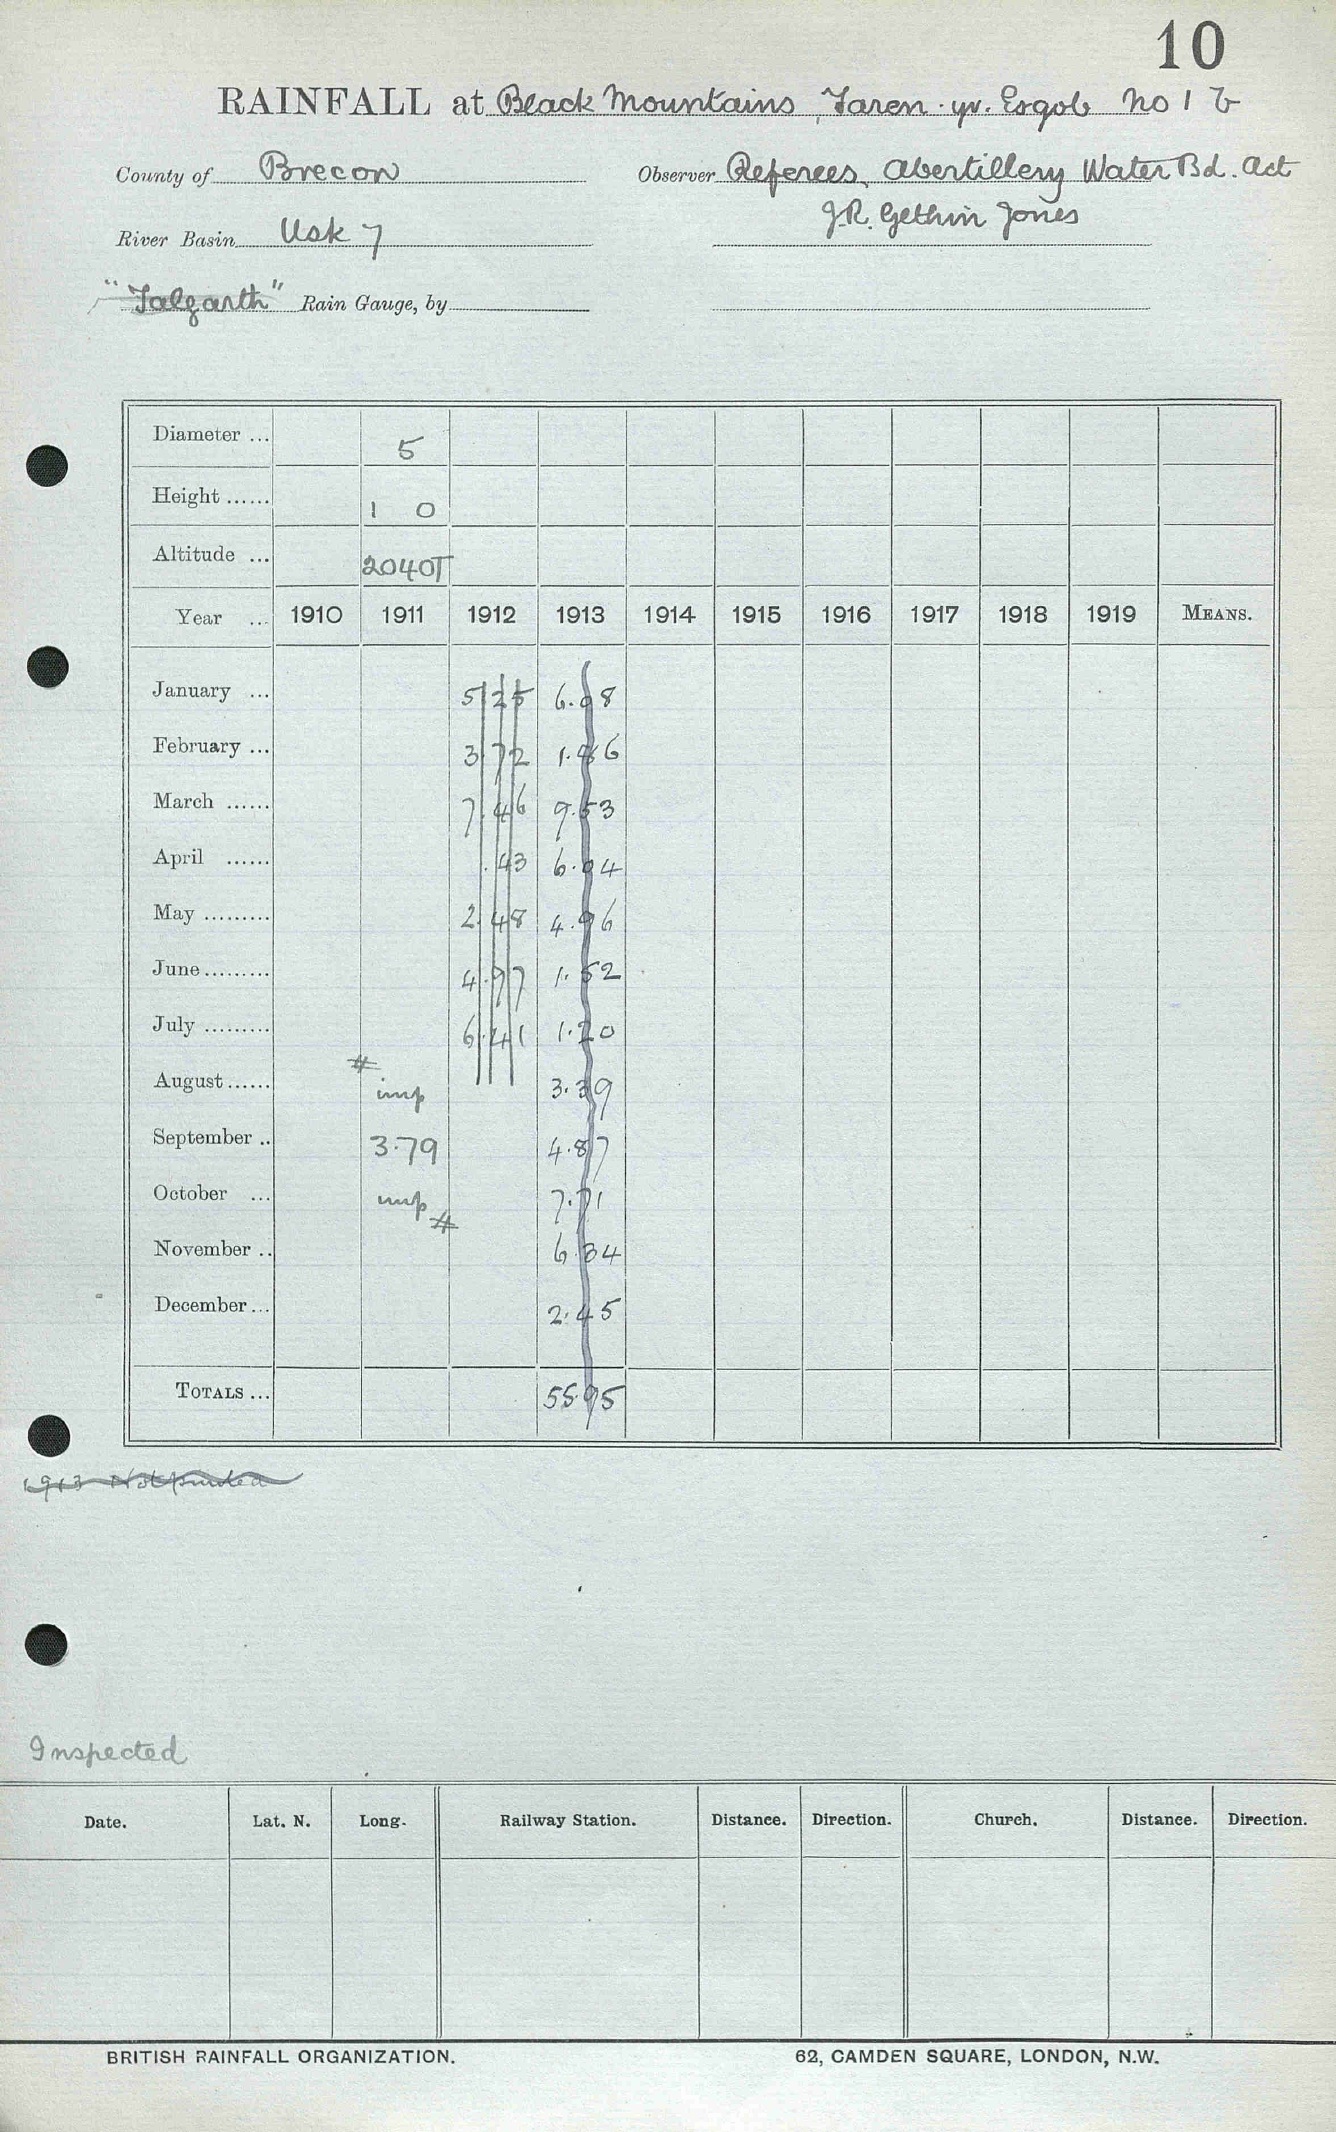 10
RAINFALL at Black Mountains, Taren yr. Esgob No 1 b
County of Brecon Observer Referees, Abertillery Water Bd. Act
River Basin Usk 7 J.R. Gethin Jones
"Talgarth" Rain Gauge, by
Diameter ... 5
Height ...... 1 0
Altitude ... 2040T
Year ... 1910 1911 1912 1913 1914 1915 1916 1917 1918 1919 MEANS.
January ... 5.25 6.08
February ... 3.72 1.86
March ...... 7.46 9.53
April ...... .43 6.04
May ......... 2.48 4.96
June ......... 4.97 1.52
July ......... 6.41 1.20
August ...... # imp 3.39
September .. 3.79 4.87
October ... imp # 7.71
November .. 6.34
December ... 2.45
TOTALS ... 55.95
1913 Not printed
Inspected
Date. Lat. N. Long. Railway Station. Distance. Direction. Church. Distance. Direction.
BRITISH RAINFALL ORGANIZATION. 62, CAMDEN SQUARE, LONDON, N.W.